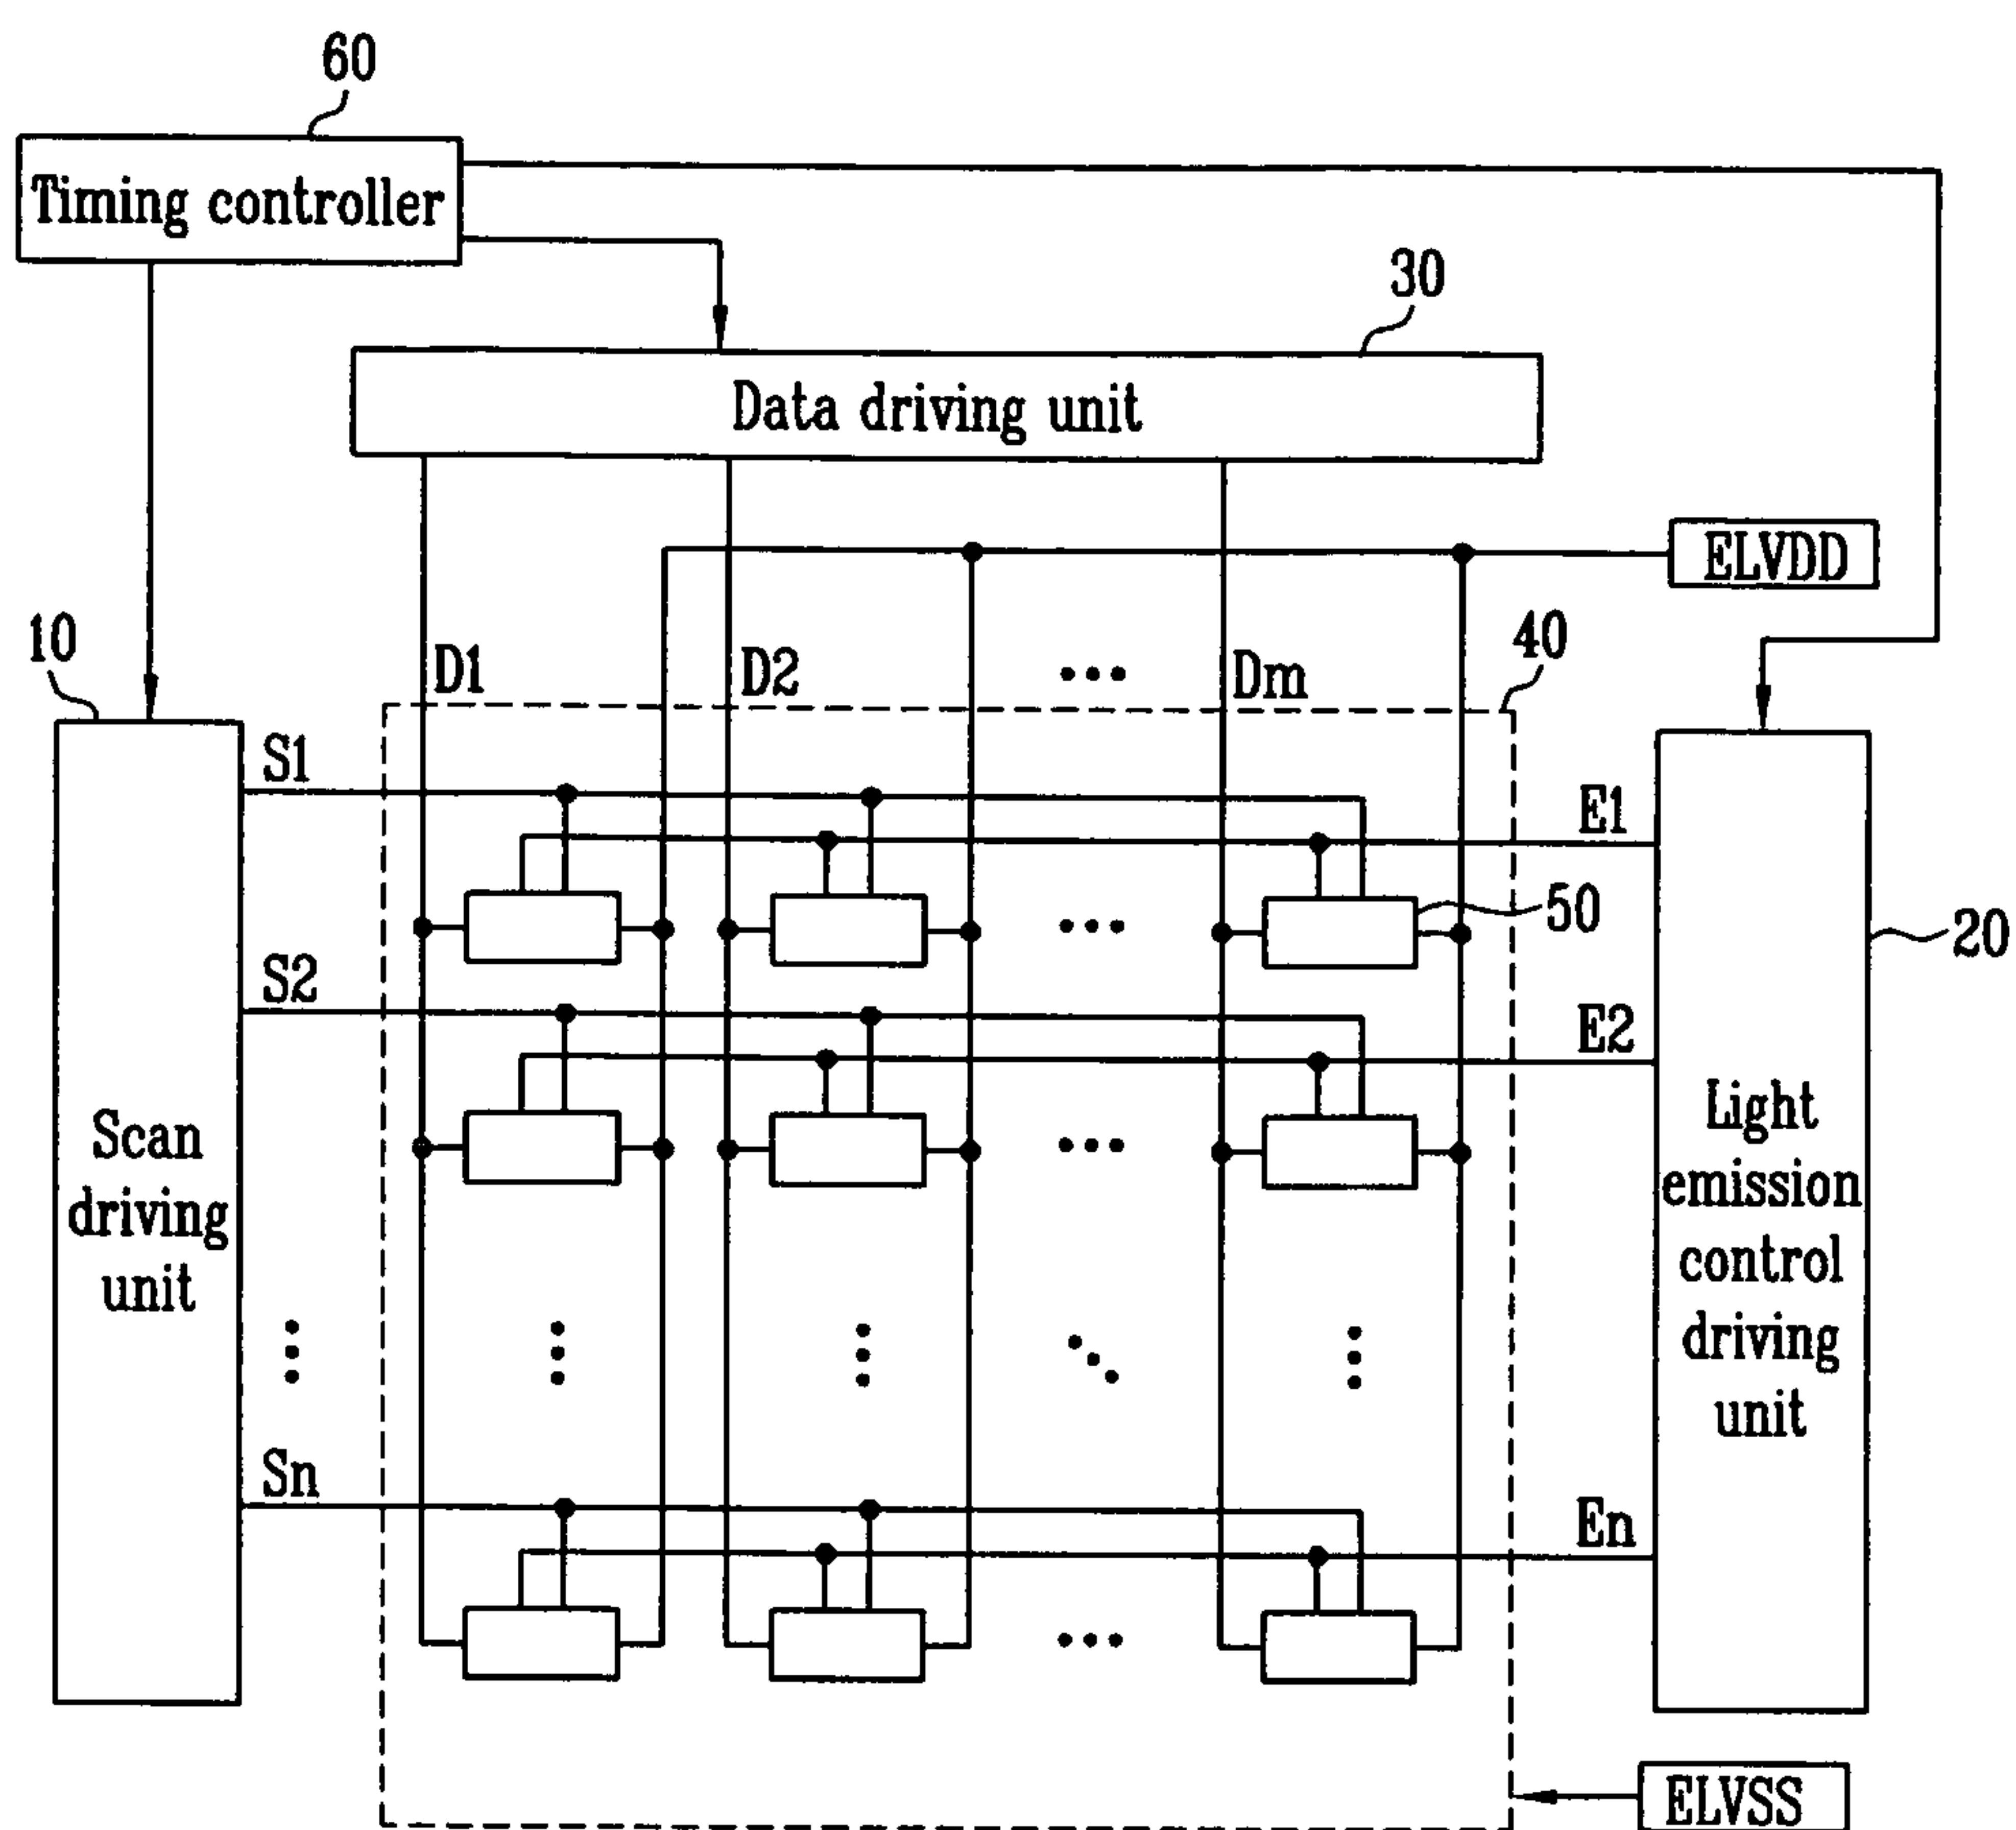 60
Timing controller
30
Data driving unit
ELVDD
10
D1
D2
...
Dm
40
S1
E1
...
50
20
S2
E2
...
Scan
driving
unit
Light
emission
control
driving
unit
Sn
En
...
ELVSS